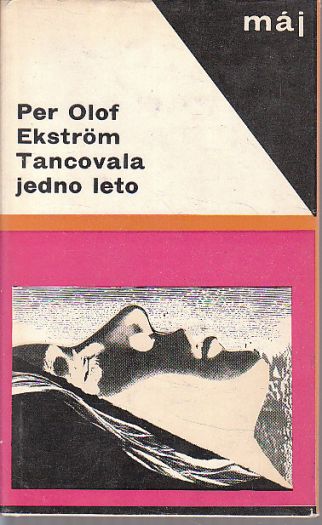 máj
Per Olof
Ekström
Tancovala
jedno leto